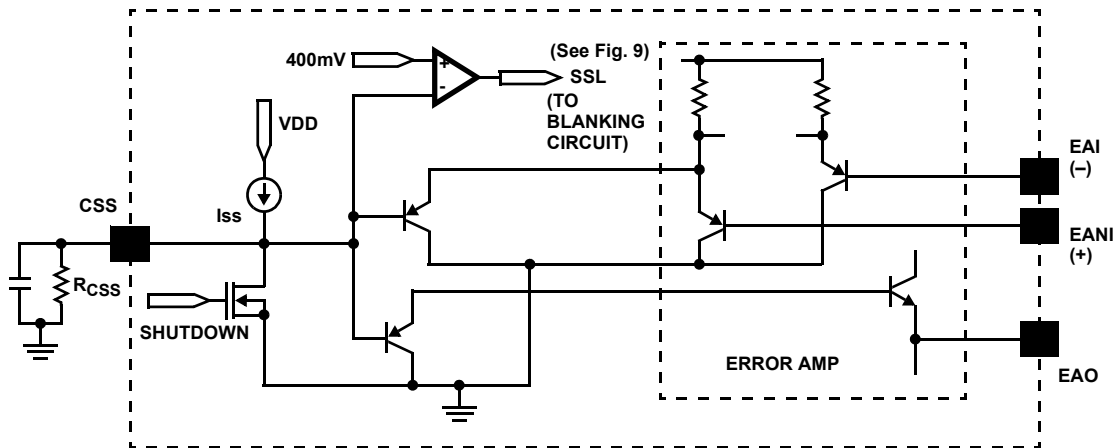 400mV
+
-
(See Fig. 9)
SSL
(TO
BLANKING
CIRCUIT)
VDD
EAI
(–)
CSS
Iss
EANI
(+)
RCSS
SHUTDOWN
ERROR AMP
EAO